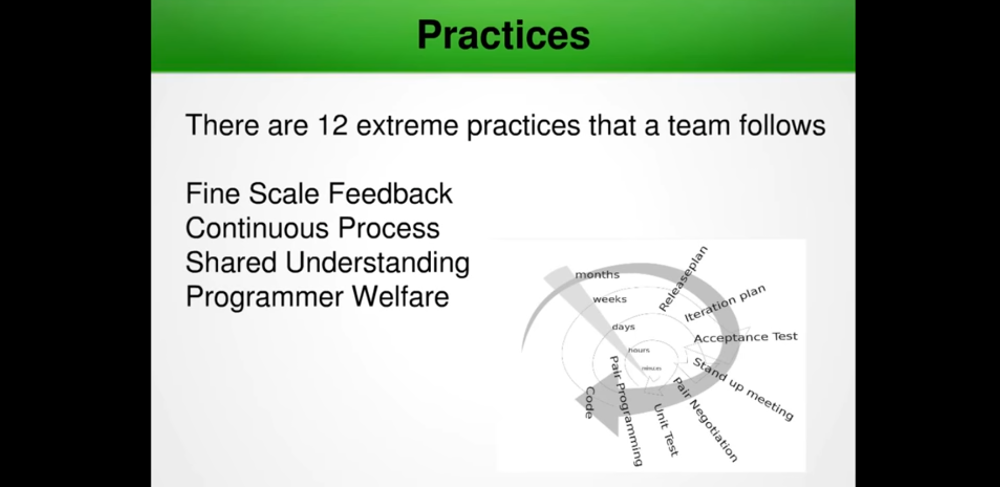 Practices
There are 12 extreme practices that a team follows
Fine Scale Feedback
Continuous Process
Shared Understanding
Programmer Welfare
months
weeks
days
hours
minutes
Releaseplan
Iteration plan
Acceptance Test
Stand up meeting
Pair Negotiation
Unit Test
Pair Programming
Code